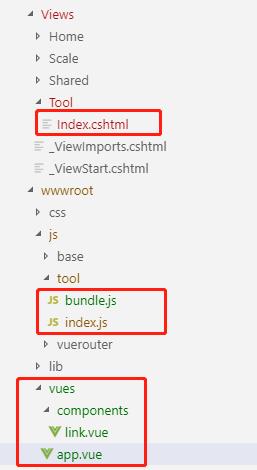 Views
Home
Scale
Shared
Tool
Index.cshtml
_ViewImports.cshtml
_ViewStart.cshtml
wwwroot
css
js
base
tool
JS bundle.js
JS index.js
vuerouter
lib
vues
components
link.vue
app.vue